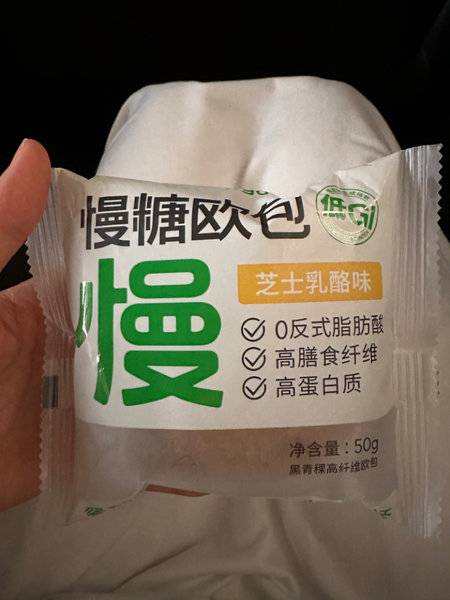 慢糖欧包
低GI
慢
芝士乳酪味
0反式脂肪酸
高膳食纤维
高蛋白质
净含量：50g
黑青稞高纤维欧包